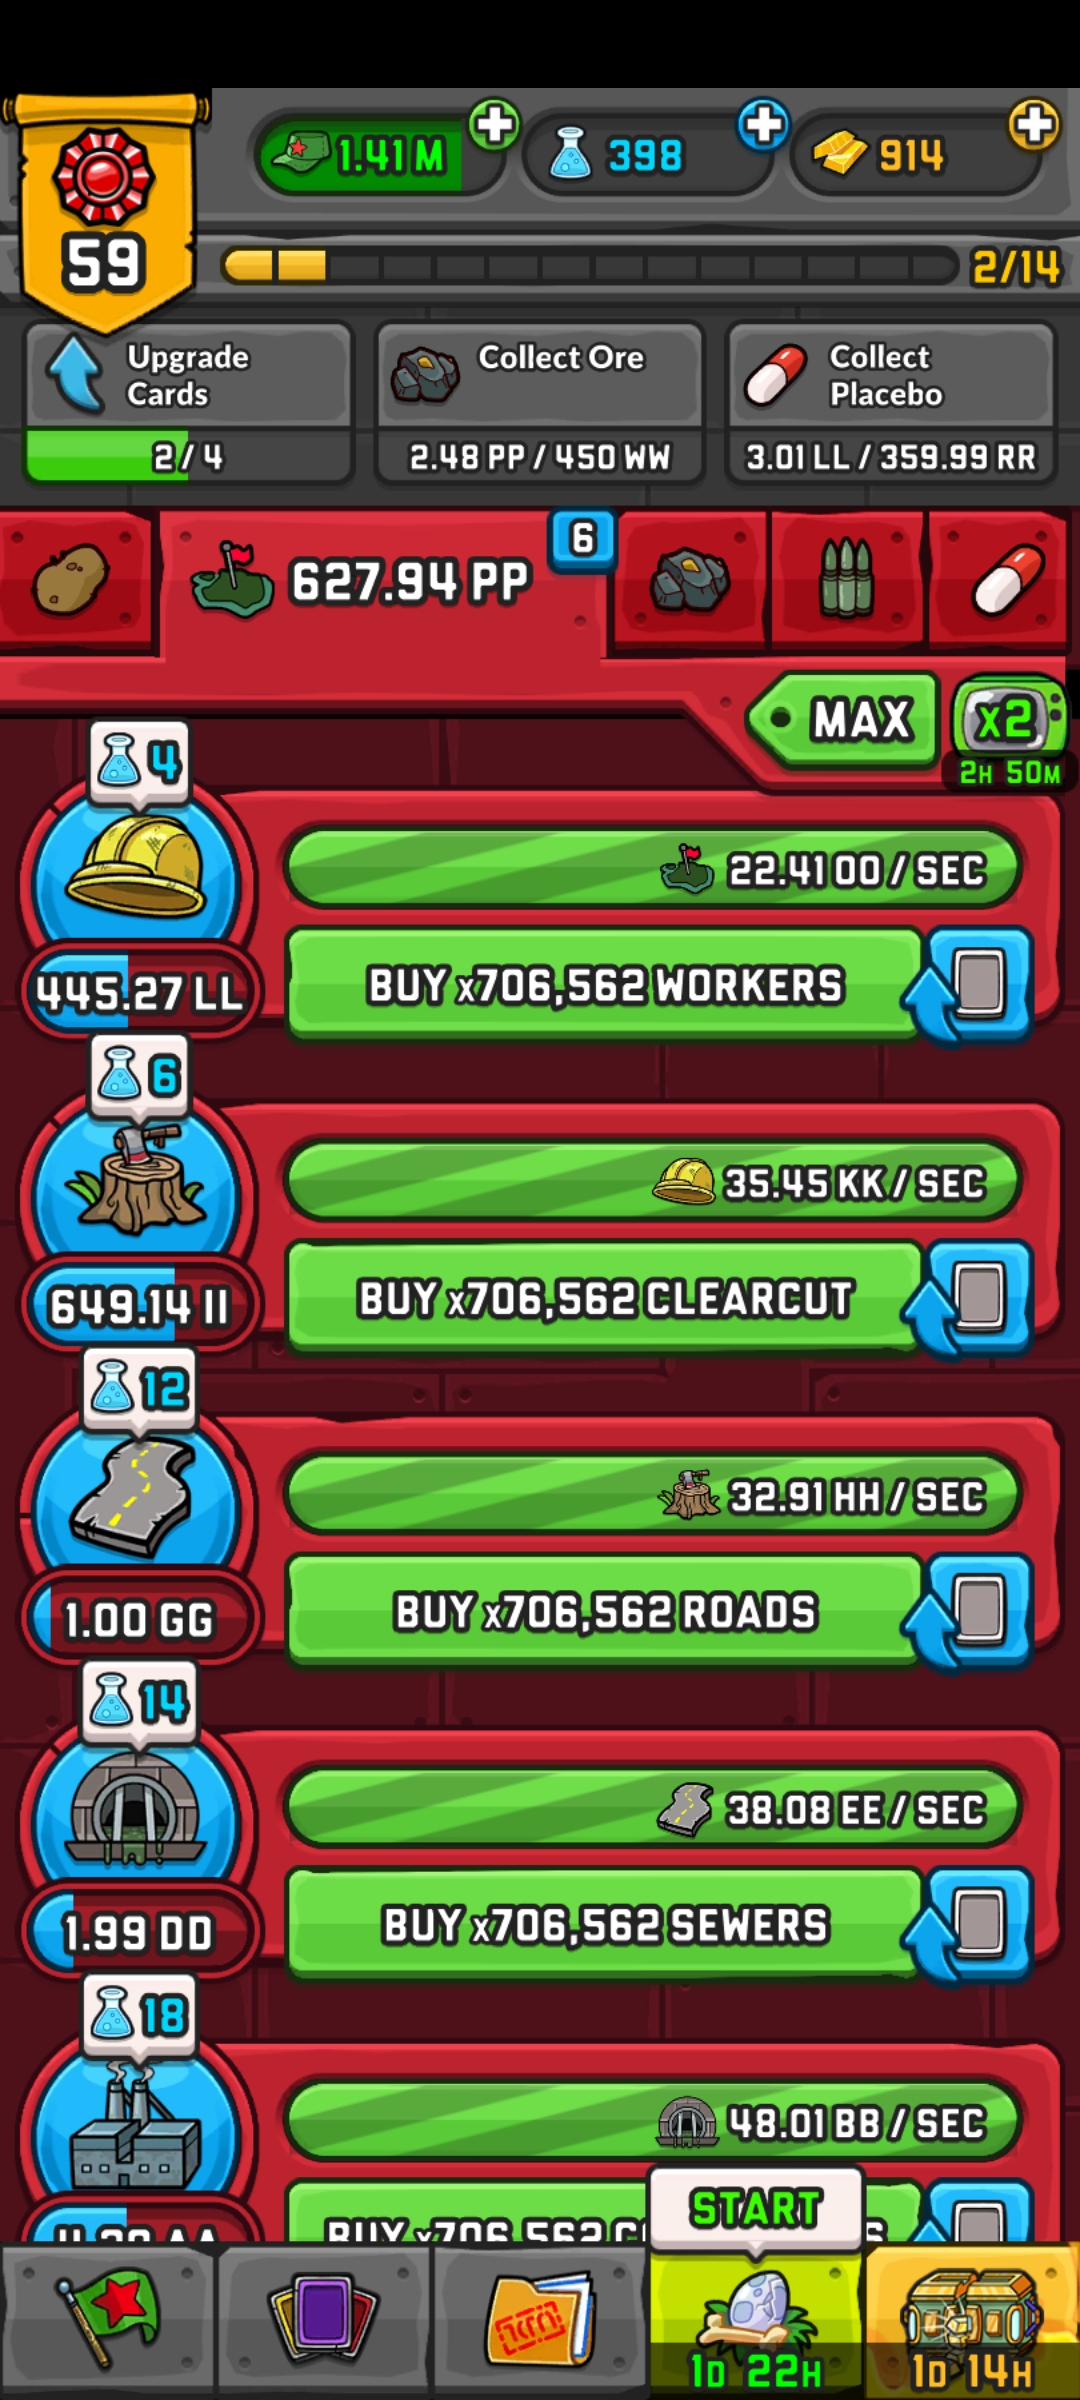 1.41 M
398
914
59
2/14
Upgrade
Cards
2/4
Collect Ore
2.48 PP / 450 WW
Collect
Placebo
3.01 LL / 359.99 RR
627.94 PP
6
MAX
x2
2H 50M
4
22.41 OO / SEC
445.27 LL
BUY x706,562 WORKERS
6
35.45 KK / SEC
649.14 II
BUY x706,562 CLEARCUT
12
32.91 HH / SEC
1.00 GG
BUY x706,562 ROADS
14
38.08 EE / SEC
1.99 DD
BUY x706,562 SEWERS
18
48.01 BB / SEC
BUY x706,562
START
1D 22H
1D 14H